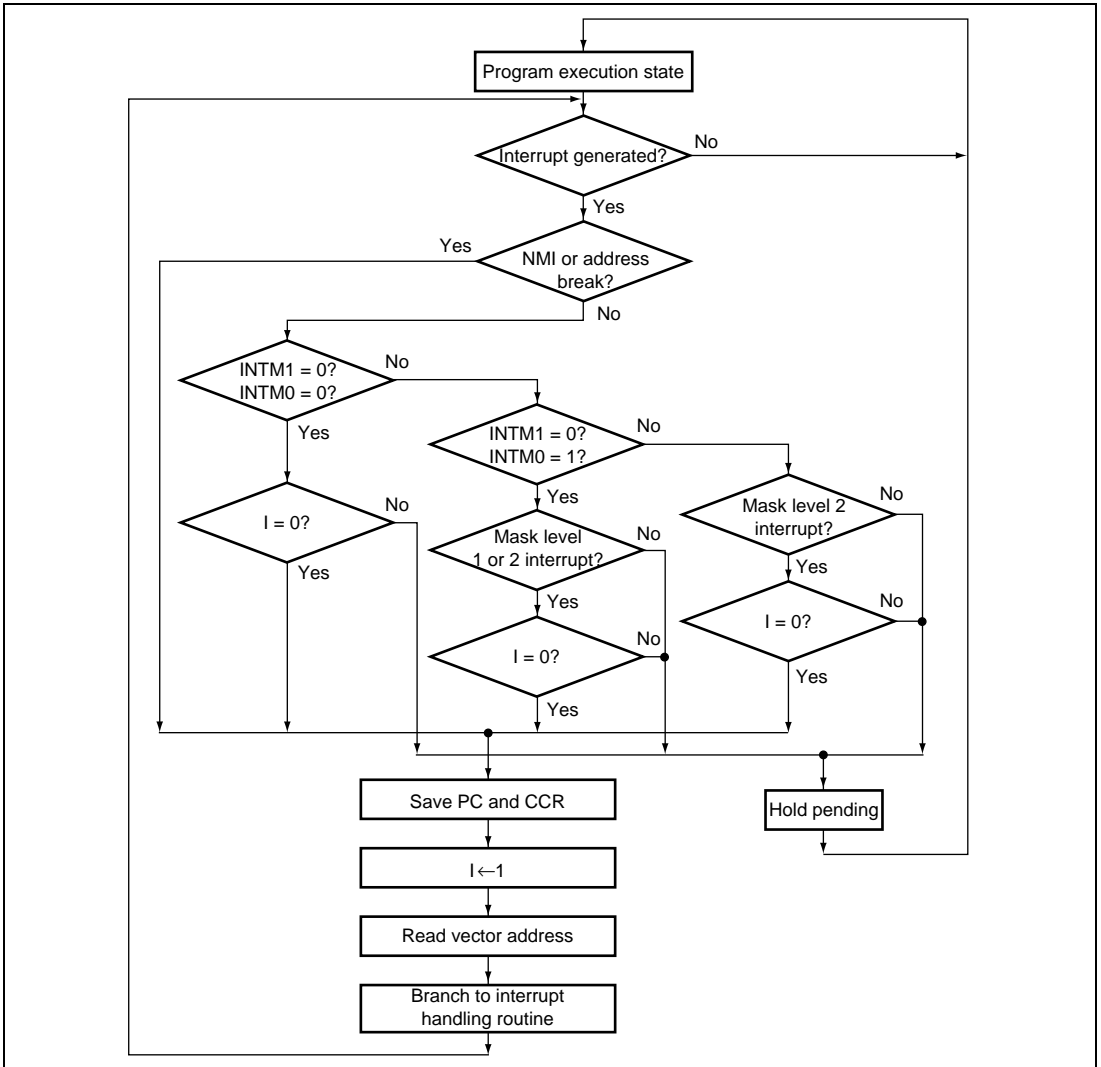 Program execution state
Interrupt generated?
No
Yes
Yes
NMI or address
break?
No
INTM1 = 0?
INTM0 = 0?
No
Yes
INTM1 = 0?
INTM0 = 1?
No
Yes
I = 0?
No
Yes
Mask level
1 or 2 interrupt?
No
Yes
Mask level 2
interrupt?
No
Yes
I = 0?
No
Yes
I = 0?
No
Yes
Save PC and CCR
Hold pending
I ←1
Read vector address
Branch to interrupt
handling routine